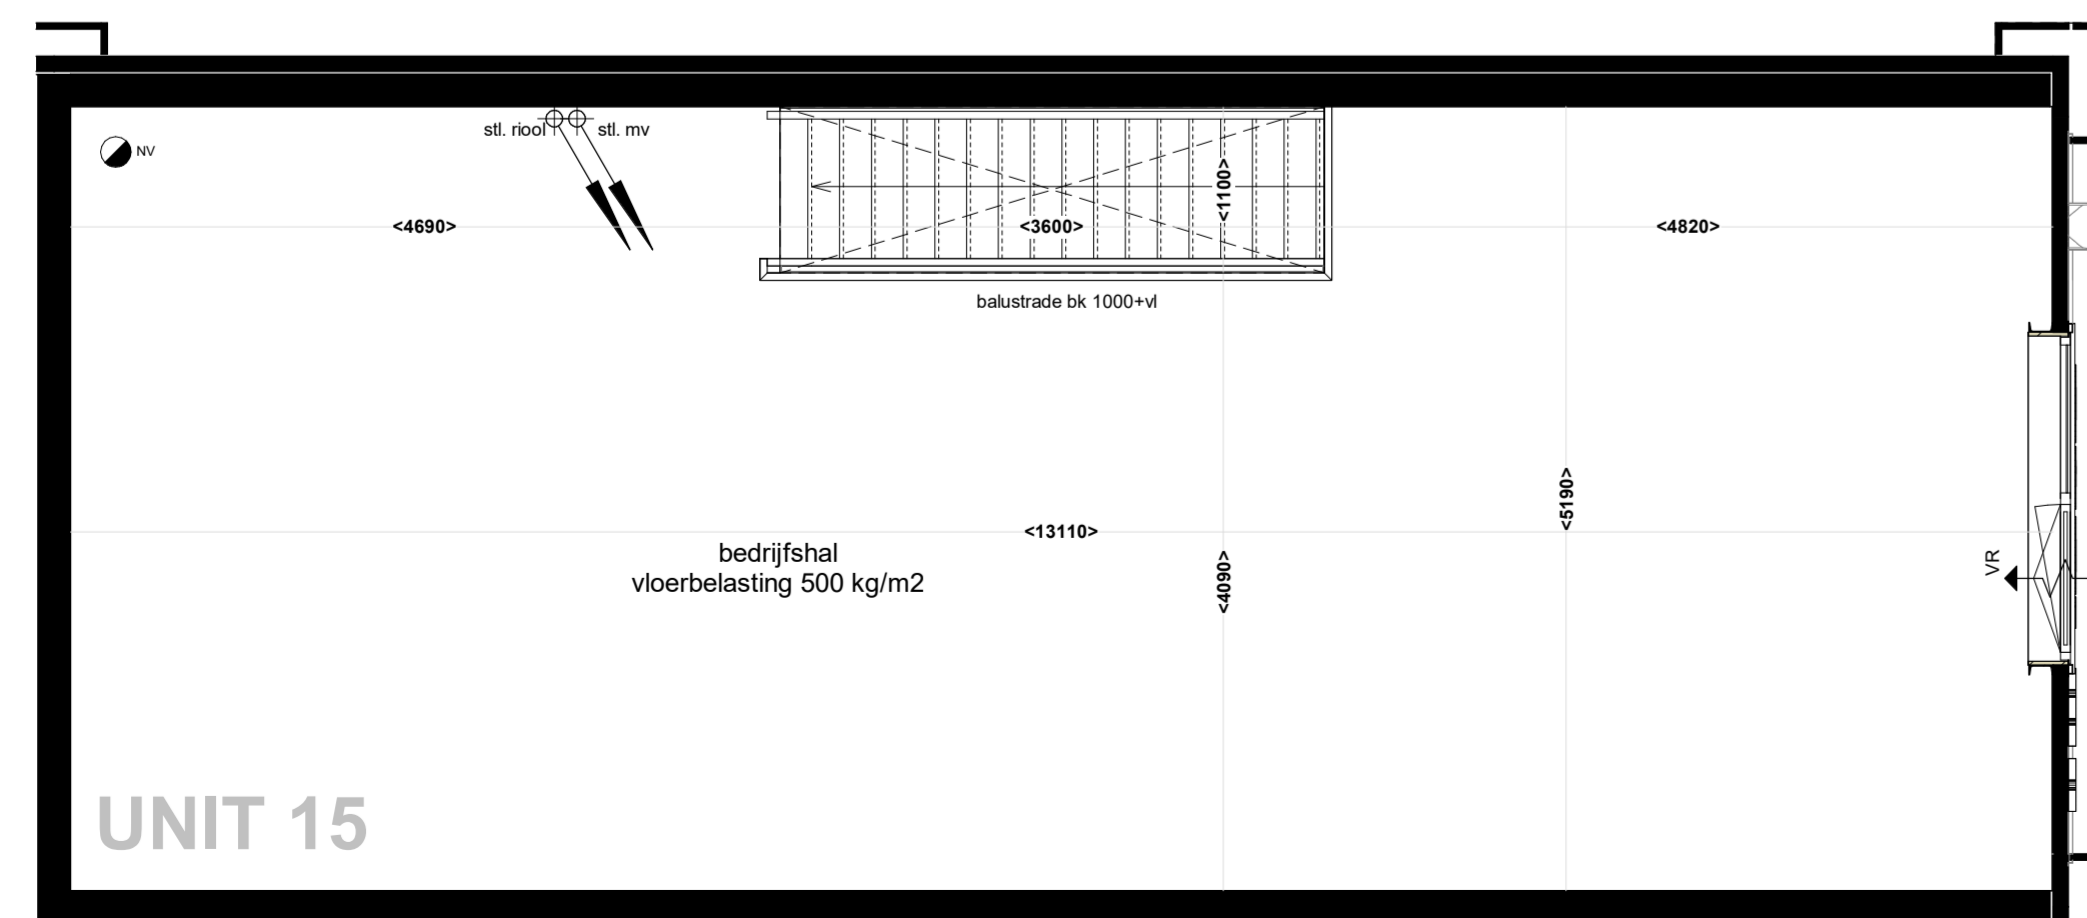 stl. riool
stl. mv
NV
<1100>
<4690>
<3600>
<4820>
balustrade bk 1000+vl
<5190>
<13110>
bedrijfshal
vloerbelasting 500 kg/m2
<4090>
VR
UNIT 15